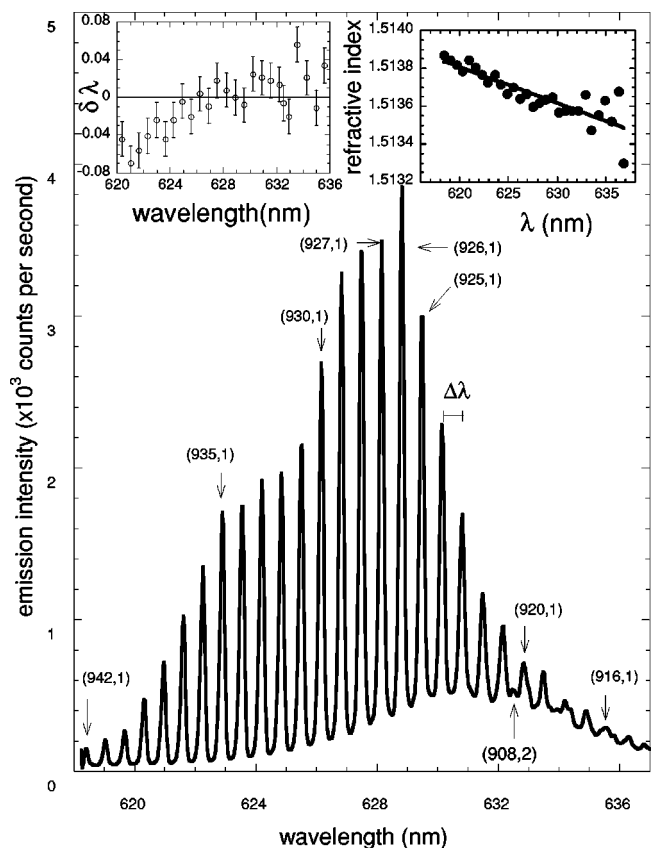 0.08
0.04
0
-0.04
-0.08
δλ
620 624 628 632 636
wavelength(nm)
1.5140
1.5138
1.5136
1.5134
1.5132
refractive index
620 625 630 635
λ (nm)
5
4
3
2
1
0
emission intensity (x10³ counts per second)
(927,1)
(926,1)
(925,1)
(930,1)
Δλ
(935,1)
(920,1)
(942,1)
(916,1)
(908,2)
620 624 628 632 636
wavelength (nm)